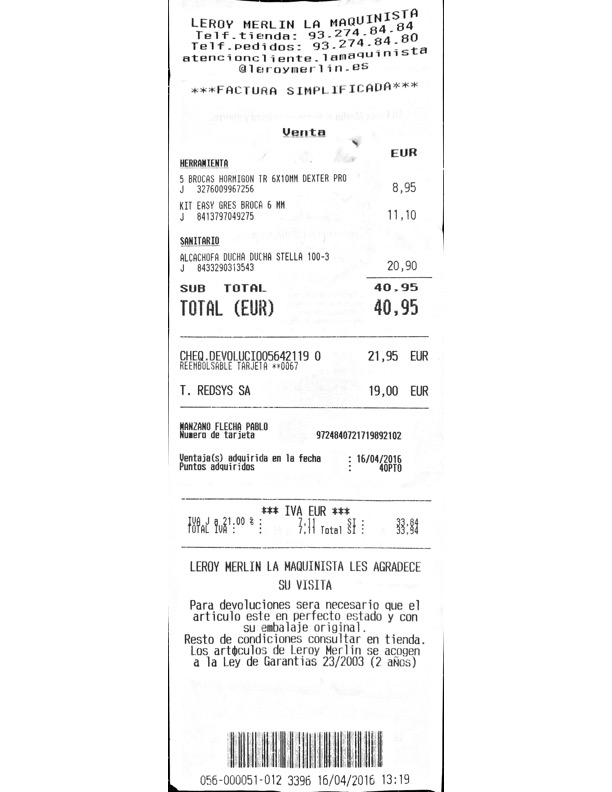 LEROY MERLIN LA MAQUINISTA
Telf.tienda: 93.274.84.84
Telf.pedidos: 93.274.84.80
atencioncliente.lamaquinista
@leroymerlin.es
***FACTURA SIMPLIFICADA***
Venta
EUR
HERRAMIENTA
5 BROCAS HORMIGON TR 6X10MM DEXTER PRO
J 3276009967256 8,95
KIT EASY GRES BROCA 6 MM
J 8413797049275 11,10
SANITARIO
ALCACHOFA DUCHA DUCHA STELLA 100-3
J 8433290313543 20,90
SUB TOTAL 40.95
TOTAL (EUR) 40,95
CHEQ.DEVOLUCI005642119 0 21,95 EUR
REEMBOLSABLE TARJETA **0067
T. REDSYS SA 19,00 EUR
MANZANO FLECHA PABLO
Numero de tarjeta 9724840721719892102
Ventaja(s) adquirida en la fecha : 16/04/2016
Puntos adquiridos : 40PTO
*** IVA EUR ***
IVA J a 21.00 % : 7,11 SI : 33,84
TOTAL IVA : 7,11 Total SI : 33,94
LEROY MERLIN LA MAQUINISTA LES AGRADECE
SU VISITA
Para devoluciones sera necesario que el
articulo este en perfecto estado y con
su embalaje original.
Resto de condiciones consultar en tienda.
Los artφculos de Leroy Merlin se acogen
a la Ley de Garantias 23/2003 (2 años)
056-000051-012 3396 16/04/2016 13:19